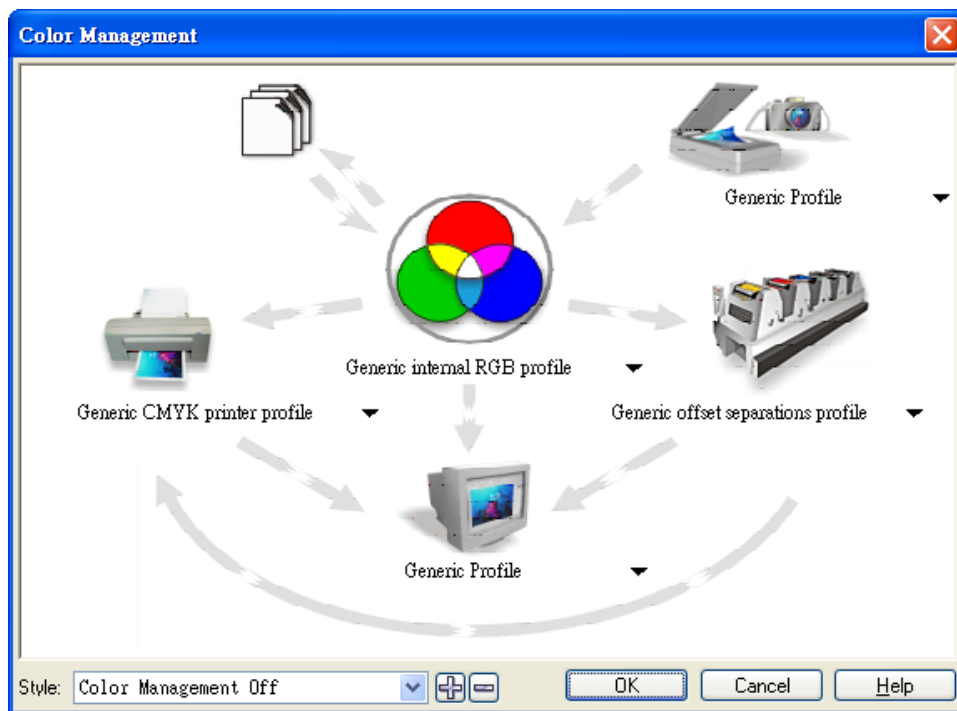 Color Management
Generic Profile
Generic internal RGB profile
Generic CMYK printer profile
Generic offset separations profile
Generic Profile
Style: Color Management Off
OK
Cancel
Help